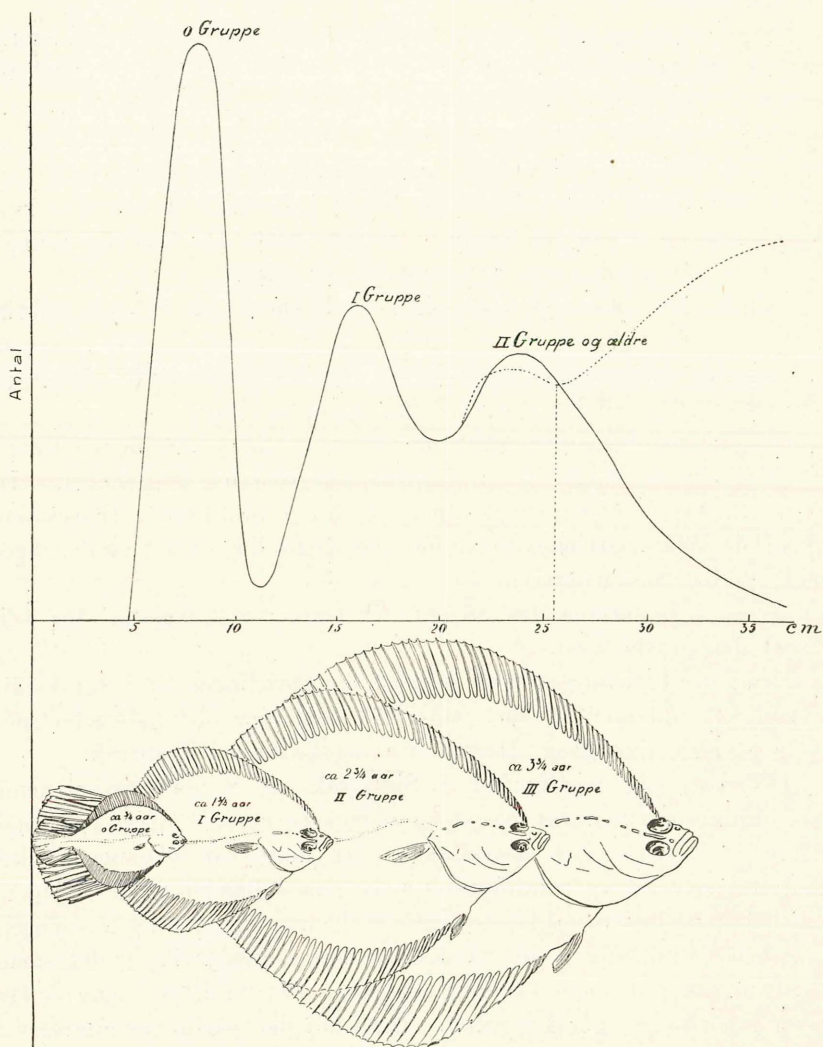 0 Gruppe
I Gruppe
II Gruppe og ældre
Antal
5 10 15 20 25 30 35 cm
ca 3/4 aar
0 Gruppe
ca 1 3/4 aar
I Gruppe
ca 2 3/4 aar
II Gruppe
ca 3 3/4 aar
III Gruppe